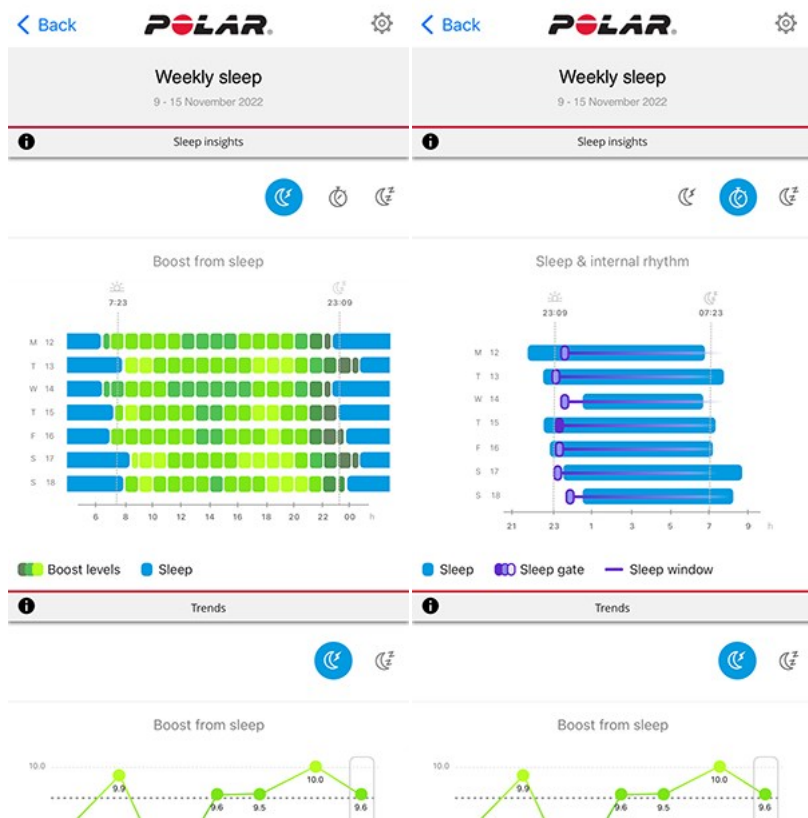 Back
POLAR.
Weekly sleep
9 - 15 November 2022
Sleep insights
Boost from sleep
7:23
23:09
M 12
T 13
W 14
T 15
F 16
S 17
S 18
6 8 10 12 14 16 18 20 22 00 h
Boost levels
Sleep
Trends
Boost from sleep
10.0
9.9
9.6
9.5
10.0
9.6
Back
POLAR.
Weekly sleep
9 - 15 November 2022
Sleep insights
Sleep & internal rhythm
23:09
07:23
M 12
T 13
W 14
T 15
F 16
S 17
S 18
21 23 1 3 5 7 9 h
Sleep
Sleep gate
Sleep window
Trends
Boost from sleep
10.0
9.9
9.6
9.5
10.0
9.6